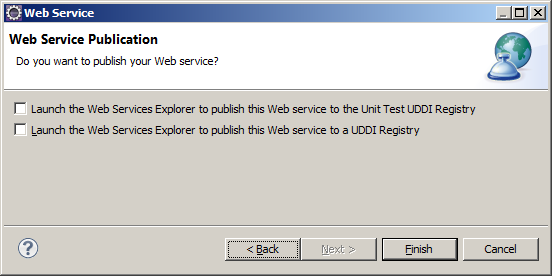 Web Service
Web Service Publication
Do you want to publish your Web service?
Launch the Web Services Explorer to publish this Web service to the Unit Test UDDI Registry
Launch the Web Services Explorer to publish this Web service to a UDDI Registry
?
< Back
Next >
Finish
Cancel